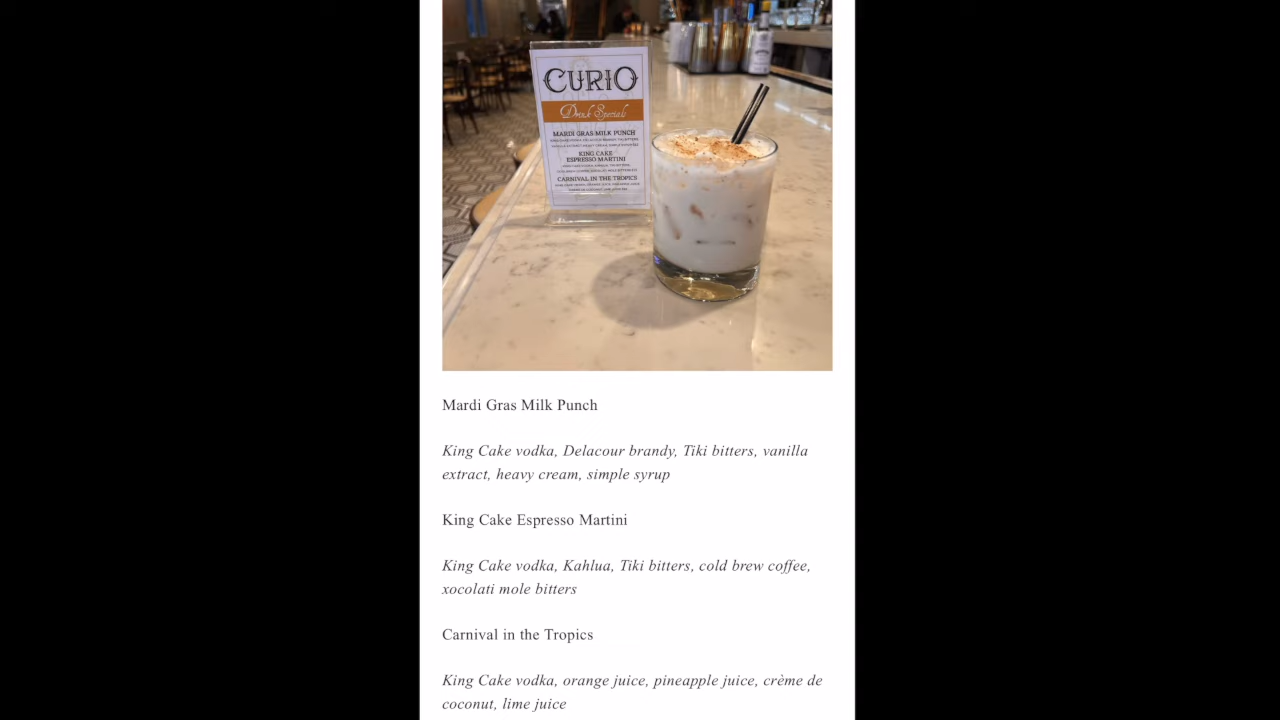 CURIO
Drink Specials
MARDI GRAS MILK PUNCH
KING CAKE
ESPRESSO MARTINI
CARNIVAL IN THE TROPICS
Mardi Gras Milk Punch
King Cake vodka, Delacour brandy, Tiki bitters, vanilla
extract, heavy cream, simple syrup
King Cake Espresso Martini
King Cake vodka, Kahlua, Tiki bitters, cold brew coffee,
xocolati mole bitters
Carnival in the Tropics
King Cake vodka, orange juice, pineapple juice, crème de
coconut, lime juice